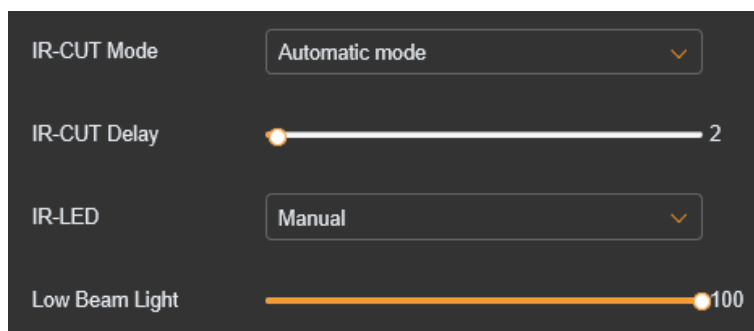 IR-CUT Mode Automatic mode
IR-CUT Delay 2
IR-LED Manual
Low Beam Light 100